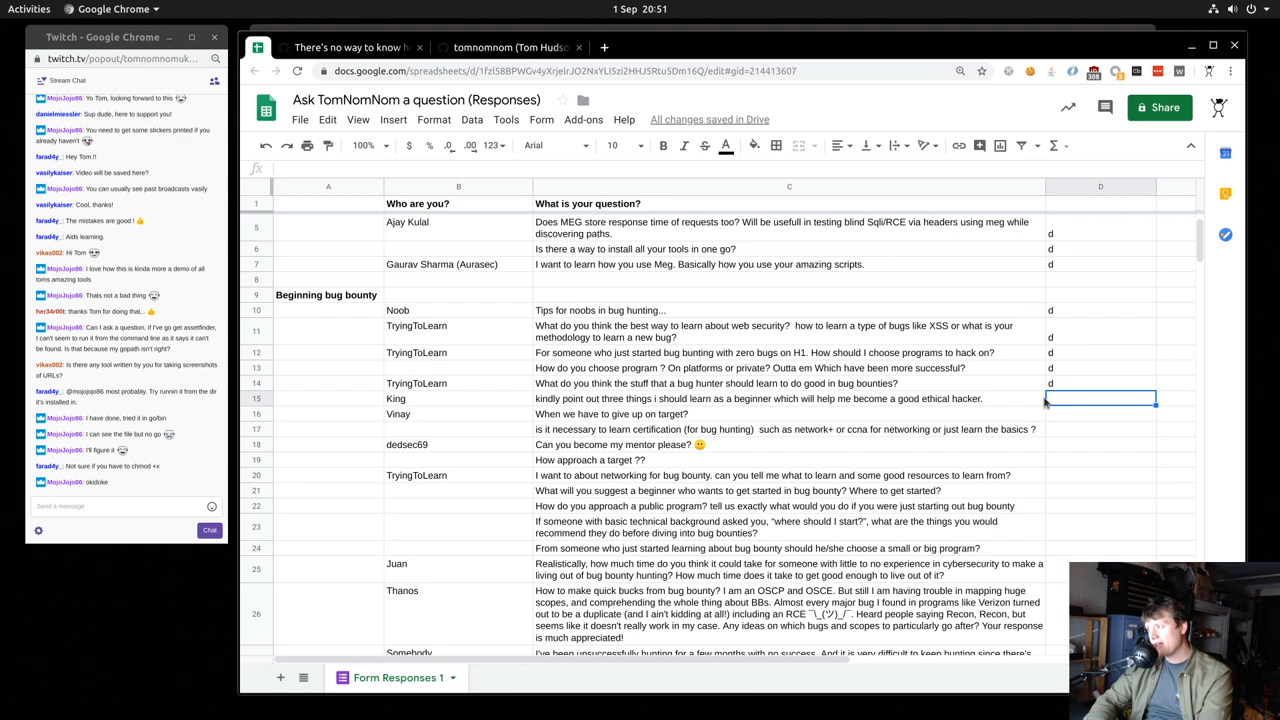 Activities
Google Chrome
1 Sep 20:51
Twitch - Google Chrome
twitch.tv/popout/tomnomnomuk
Stream Chat
MojoJojo86: Yo Tom, looking forward to this
danielmiessler: Sup dude, here to support you!
MojoJojo86: You need to get some stickers printed if you
already haven't
farad4y_: Hey Tom.!!
vasilykaiser: Video will be saved here?
MojoJojo86: You can usually see past broadcasts vasily
vasilykaiser: Cool, thanks!
farad4y_: The mistakes are good.!
farad4y_: Aids learning.
vikas002: Hi Tom
MojoJojo86: I love how this is kinda more a demo of all
toms amazing tools
MojoJojo86: Thats not a bad thing
her34r00t: thanks Tom for doing that...
MojoJojo86: Can I ask a question, if I've go get assetfinder,
I can't seem to run it from the command line as it says it can't
be found. Is that because my gopath isn't right?
vikas002: Is there any tool written by you for taking screenshots
of URLs?
farad4y_: @mojojojo86 most probably. Try runnin it from the dir
it's installed in.
MojoJojo86: I have done, tried it in go/bin
MojoJojo86: I can see the file but no go
MojoJojo86: I'll figure it
farad4y_: Not sure if you have to chmod +x
MojoJojo86: okidoke
Send a message
Chat
There's no way to know h
tomnomnom (Tom Hudso
docs.google.com/spreadsheets/d/1fzl58BPWGv4yXrjelrJO2NxYLISzi2HHJ5Rtu5Dm16Q/edit#gid=214413607
308
Ask TomNomNom a question (Responses)
File Edit View Insert Format Data Tools Form Add-ons Help All changes saved in Drive
Share
100% $ % .0 .00 123 Arial 10 B I S A
fx
A B C D
1 Who are you? What is your question?
5 Ajay Kulal Does MEG store response time of requests too? Will be usefull in testing blind Sqli/RCE via headers using meg while
discovering paths. d
6 Is there a way to install all your tools in one go? d
7 Gaurav Sharma (Aurasec) I want to learn how you use Meg. Basically how you use your amazing scripts. d
8
9 Beginning bug bounty
10 Noob Tips for noobs in bug hunting... d
11 TryingToLearn What do you think the best way to learn about web security? how to learn a type of bugs like XSS or what is your
methodology to learn a new bug? d
12 TryingToLearn For someone who just started bug bunting with zero bugs on H1. How should I choose programs to hack on? d
13 How do you choose program ? On platforms or private? Outta em Which have been more successful? d
14 TryingToLearn What do you think the stuff that a bug hunter should learn to do good in bug bounties? d
15 King kindly point out three things i should learn as a beginner which will help me become a good ethical hacker.
16 Vinay When we have to give up on target?
17 is it necessary to learn certification (for bug hunting) such as network+ or ccna for networking or just learn the basics ?
18 dedsec69 Can you become my mentor please? 🙂
19 How approach a target ??
20 TryingToLearn I want to about networking for bug bounty. can you tell me what to learn and some good resources to learn from?
21 What will you suggest a beginner who wants to get started in bug bounty? Where to get started?
22 How do you approach a public program? tell us exactly what would you do if you were just starting out bug bounty
23 If someone with basic technical background asked you, “where should I start?”, what are the things you would
recommend they do before diving into bug bounties?
24 From someone who just started learning about bug bounty should he/she choose a small or big program?
25 Juan Realistically, how much time do you think it could take for someone with little to no experience in cybersecurity to make a
living out of bug bounty hunting? How much time does it take to get good enough to live out of it?
26 Thanos How to make quick bucks from bug bounty? I am an OSCP and OSCE. But still I am having trouble in mapping huge
scopes, and comprehending the whole thing about BBs. Almost every major bug I found in programs like Verizon turned
out to be a duplicate (and I ain't kidding at all!) including an RCE ¯\_(ツ)_/¯. Heard people saying Recon, Recon, but
seems like it doesn't really work in my case. Any ideas on which bugs and scopes to particularly go after? Your response
is much appreciated!
Somebody I've been unsuccessfully hunting for a few months with no success. And it is very difficult to keep hunting since there's
Form Responses 1